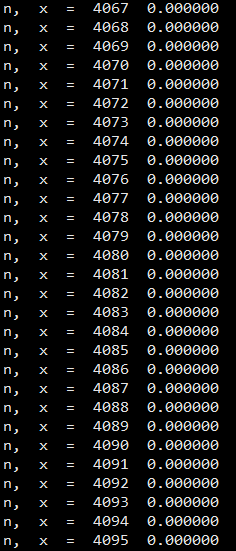 n, x = 4067 0.000000
n, x = 4068 0.000000
n, x = 4069 0.000000
n, x = 4070 0.000000
n, x = 4071 0.000000
n, x = 4072 0.000000
n, x = 4073 0.000000
n, x = 4074 0.000000
n, x = 4075 0.000000
n, x = 4076 0.000000
n, x = 4077 0.000000
n, x = 4078 0.000000
n, x = 4079 0.000000
n, x = 4080 0.000000
n, x = 4081 0.000000
n, x = 4082 0.000000
n, x = 4083 0.000000
n, x = 4084 0.000000
n, x = 4085 0.000000
n, x = 4086 0.000000
n, x = 4087 0.000000
n, x = 4088 0.000000
n, x = 4089 0.000000
n, x = 4090 0.000000
n, x = 4091 0.000000
n, x = 4092 0.000000
n, x = 4093 0.000000
n, x = 4094 0.000000
n, x = 4095 0.000000